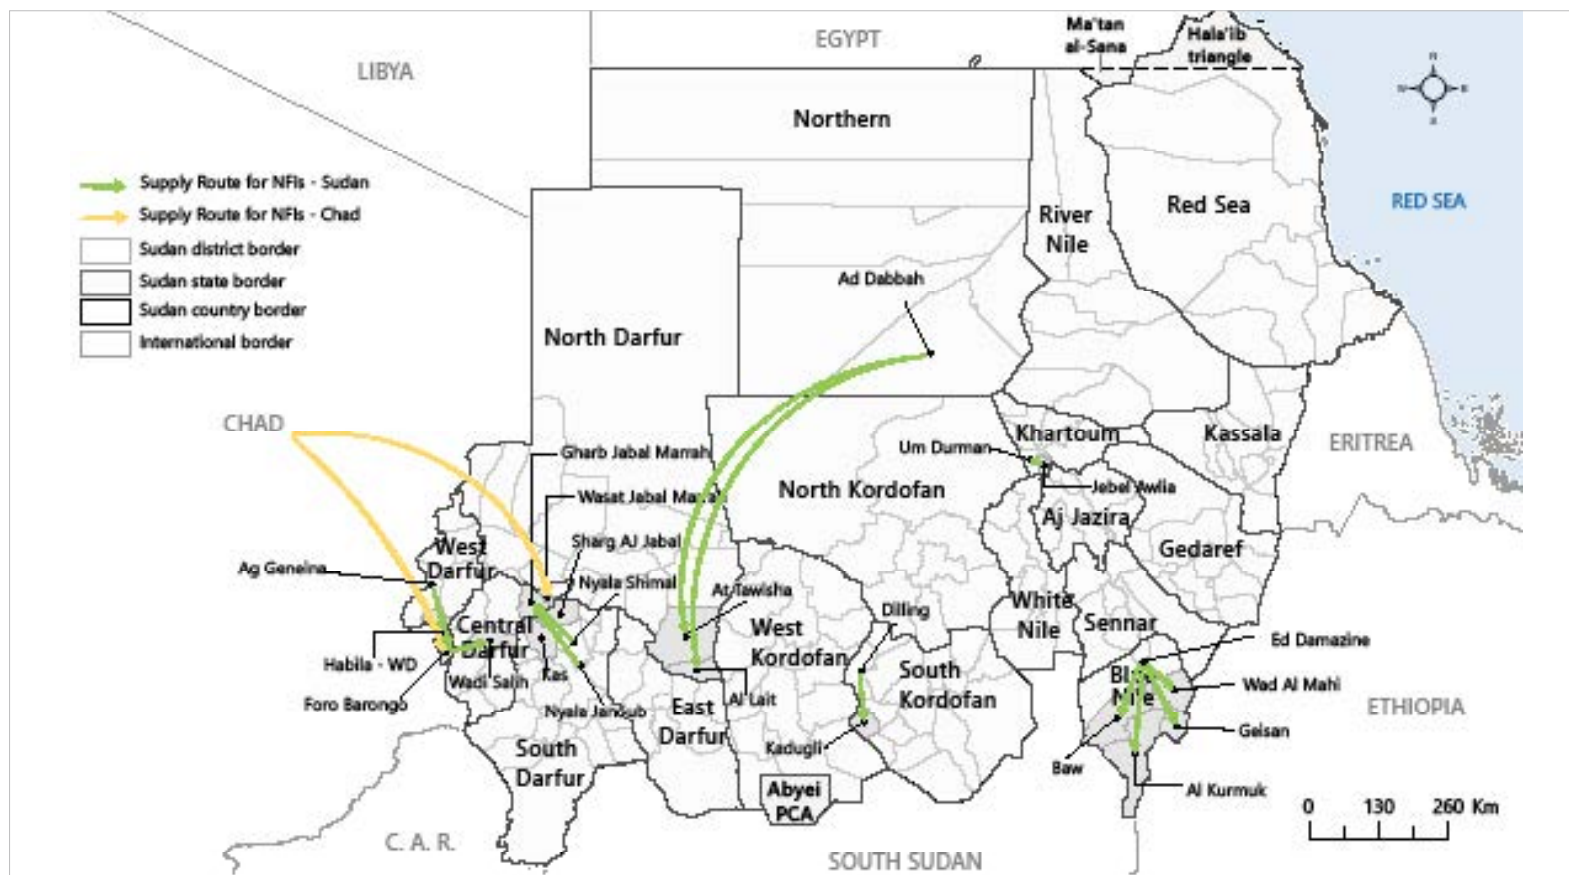 EGYPT
Ma'tan
al-Sana
Hala'ib
triangle
LIBYA
N
W
E
S
Northern
Supply Route for NFIs - Sudan
Supply Route for NFIs - Chad
Sudan district border
Sudan state border
Sudan country border
International border
RED SEA
Red Sea
River
Nile
Ad Dabbah
North Darfur
CHAD
Gharb Jabal Marrah
Um Durman
Khartoum
Kassala
ERITREA
Wasat Jabal Marrah
North Kordofan
Jebel Awlia
Aj Jazira
Sharg Aj Jabal
West
Darfur
Gedaref
Ag Geneina
Nyala Shimal
At Tawisha
Dilling
White
Nile
Sennar
Central
Darfur
West
Kordofan
Ed Damazine
Habila - WD
Wadi Salih
Kas
South
Kordofan
Blue
Nile
Wad Al Mahi
Foro Barongo
Nyala Janoub
Al Lait
East
Darfur
ETHIOPIA
Geisan
South
Darfur
Kadugli
Baw
Al Kurmuk
Abyei
PCA
0 130 260 Km
C. A. R.
SOUTH SUDAN